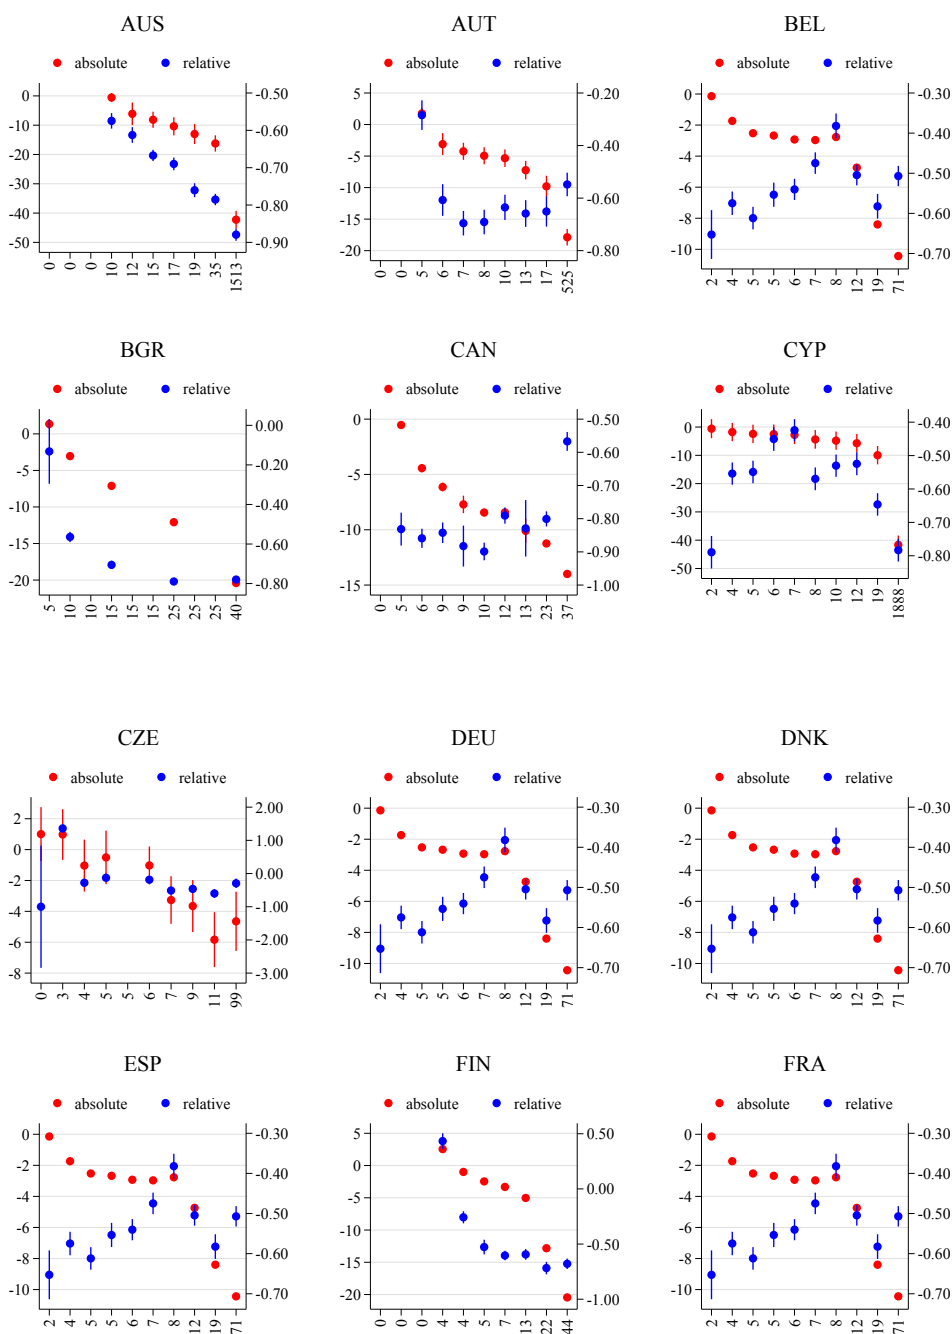 AUS AUT BEL
absolute relative absolute relative absolute relative
0 -10 -20 -30 -40 -50
-0.50 -0.60 -0.70 -0.80 -0.90
0 0 0 10 12 15 17 19 35 1513
5 0 -5 -10 -15 -20
-0.20 -0.40 -0.60 -0.80
0 0 5 6 7 8 10 13 17 525
0 -2 -4 -6 -8 -10
-0.30 -0.40 -0.50 -0.60 -0.70
2 4 5 5 6 7 8 12 19 71
BGR CAN CYP
absolute relative absolute relative absolute relative
0 -5 -10 -15 -20
0.00 -0.20 -0.40 -0.60 -0.80
5 10 10 15 15 25 25 25 40
0 -5 -10 -15
-0.50 -0.60 -0.70 -0.80 -0.90 -1.00
0 5 6 9 9 10 12 13 23 37
0 -10 -20 -30 -40 -50
-0.40 -0.50 -0.60 -0.70 -0.80
2 4 5 6 7 8 10 12 19 1888
CZE DEU DNK
absolute relative absolute relative absolute relative
2 0 -2 -4 -6 -8
2.00 1.00 0.00 -1.00 -2.00 -3.00
0 3 4 5 5 6 7 9 11 99
0 -2 -4 -6 -8 -10
-0.30 -0.40 -0.50 -0.60 -0.70
2 4 5 5 6 7 8 12 19 71
0 -2 -4 -6 -8 -10
-0.30 -0.40 -0.50 -0.60 -0.70
2 4 5 5 6 7 8 12 19 71
ESP FIN FRA
absolute relative absolute relative absolute relative
0 -2 -4 -6 -8 -10
-0.30 -0.40 -0.50 -0.60 -0.70
2 4 5 5 6 7 8 12 19 71
5 0 -5 -10 -15 -20
0.50 0.00 -0.50 -1.00
0 0 0 4 4 5 7 13 22 44
0 -2 -4 -6 -8 -10
-0.30 -0.40 -0.50 -0.60 -0.70
2 4 5 5 6 7 8 12 19 71